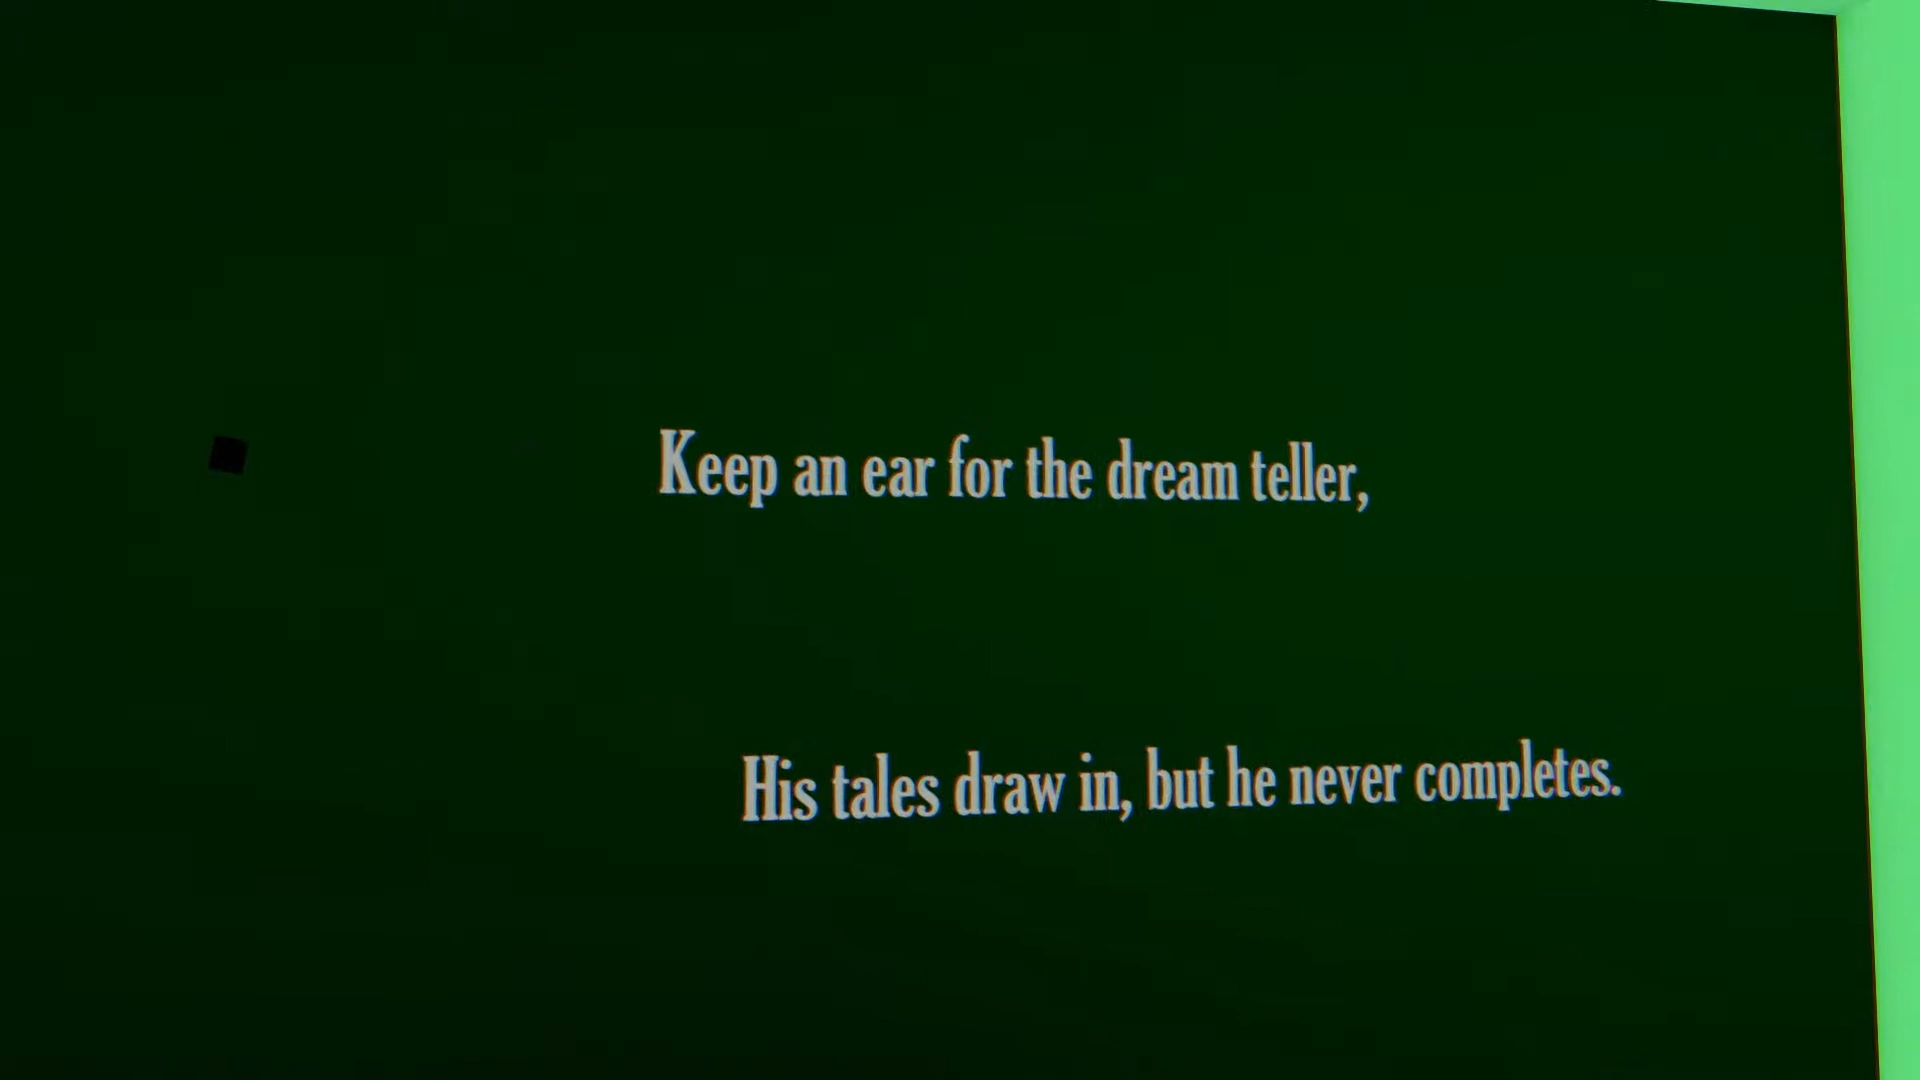 Keep an ear for the dream teller,
His tales draw in, but he never completes.